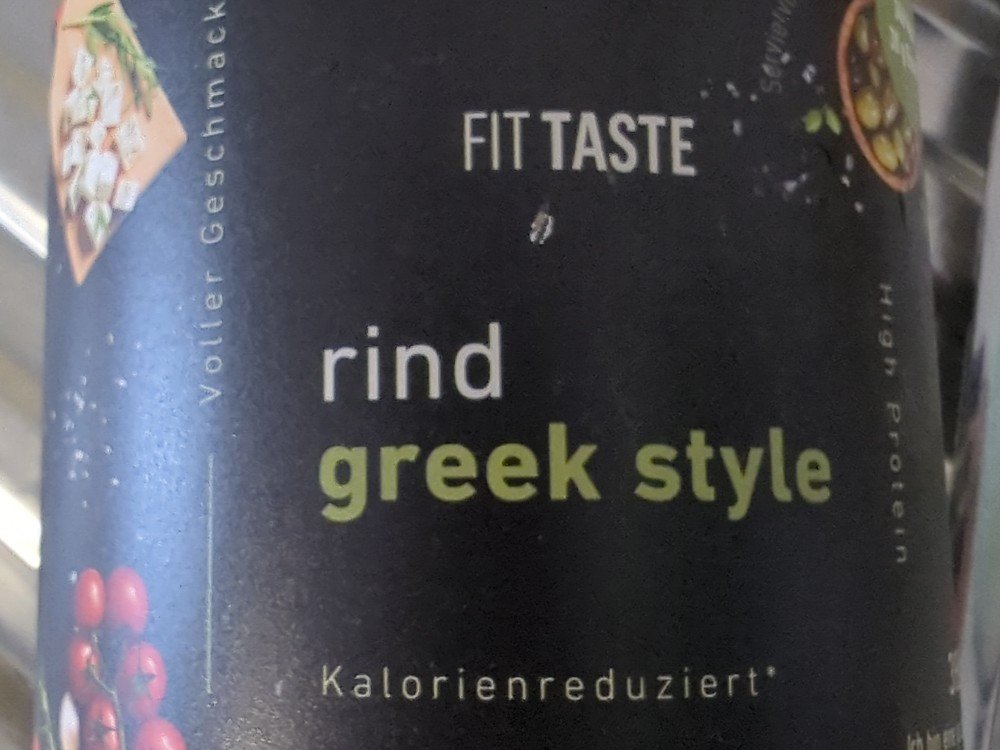 Voller Geschmack
FIT TASTE
rind
greek style
High Protein
Kalorienreduziert*